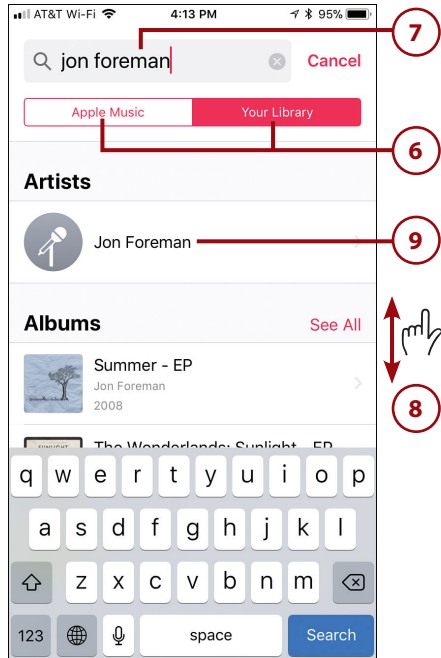 AT&T Wi-Fi 4:13 PM 95%
7
jon foreman Cancel
Apple Music Your Library
6
Artists
Jon Foreman
9
Albums See All
Summer - EP
Jon Foreman
2008
8
SUNLIGHT The Wonderlands: Sunlight - EP
q w e r t y u i o p
a s d f g h j k l
z x c v b n m
123 space Search